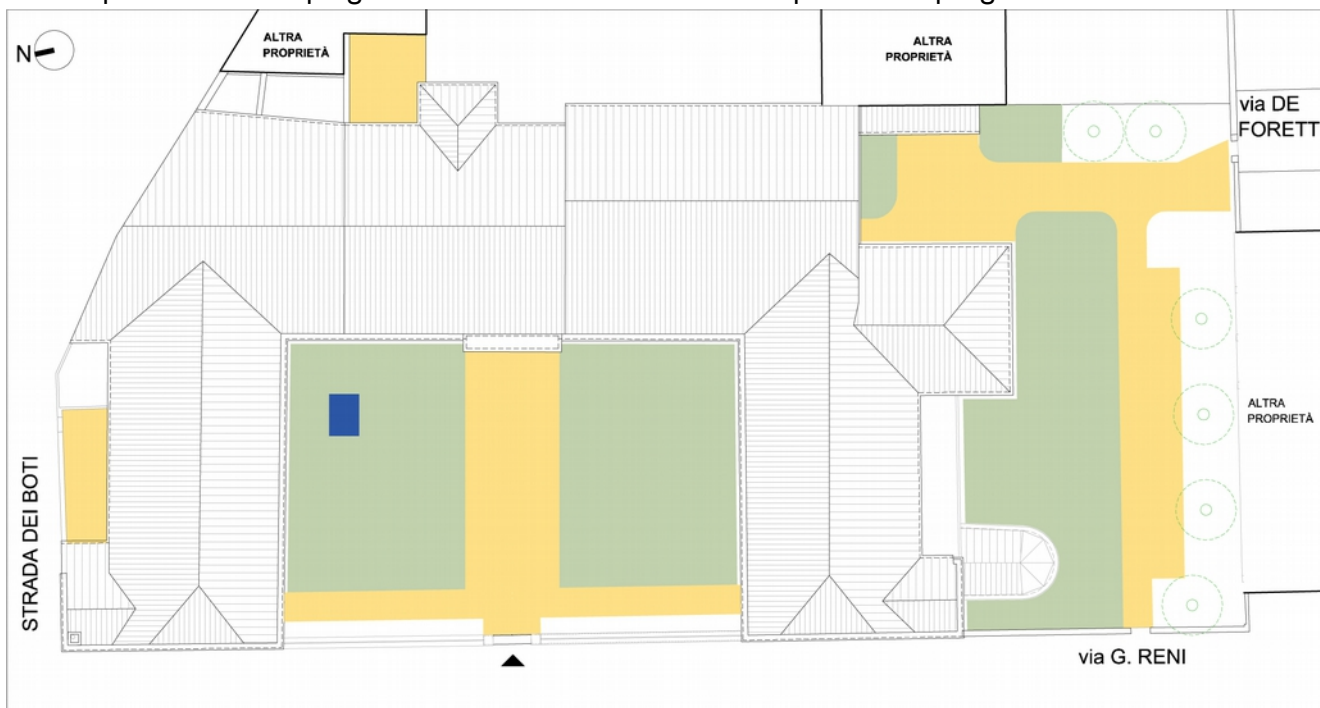 N
ALTRA
PROPRIETÀ
ALTRA
PROPRIETÀ
via DE
FORETT
ALTRA
PROPRIETÀ
STRADA DEI BOTI
via G. RENI